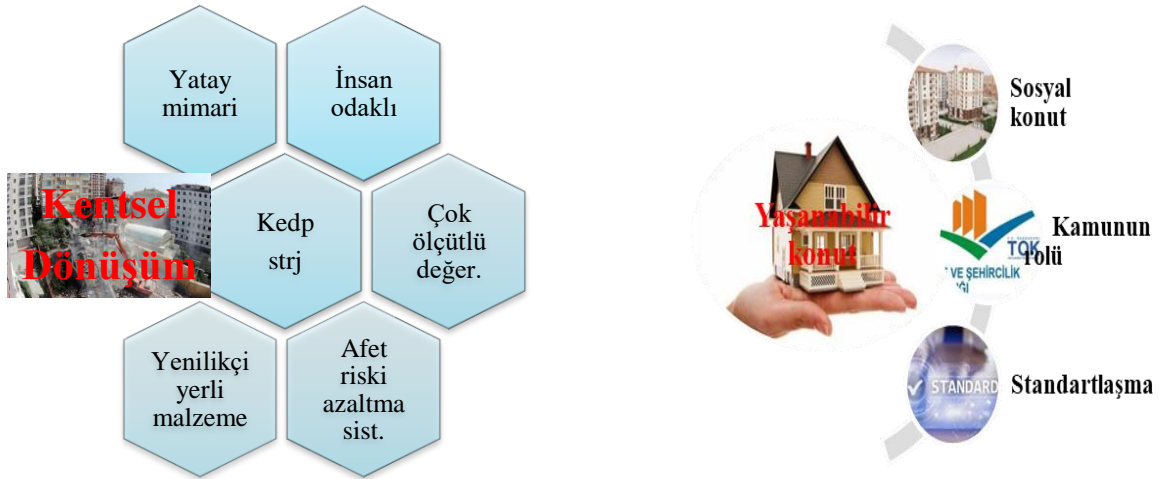 Yatay
mimari
İnsan
odaklı
Kentsel
Dönüşüm
Kedp
strj
Çok
ölçütlü
değer.
Yenilikçi
yerli
malzeme
Afet
riski
azaltma
sist.
Yaşanabilir
konut
Sosyal
konut
TOK
VE ŞEHİRCİLİK
Kamunun
rolü
STANDARD
Standartlaşma